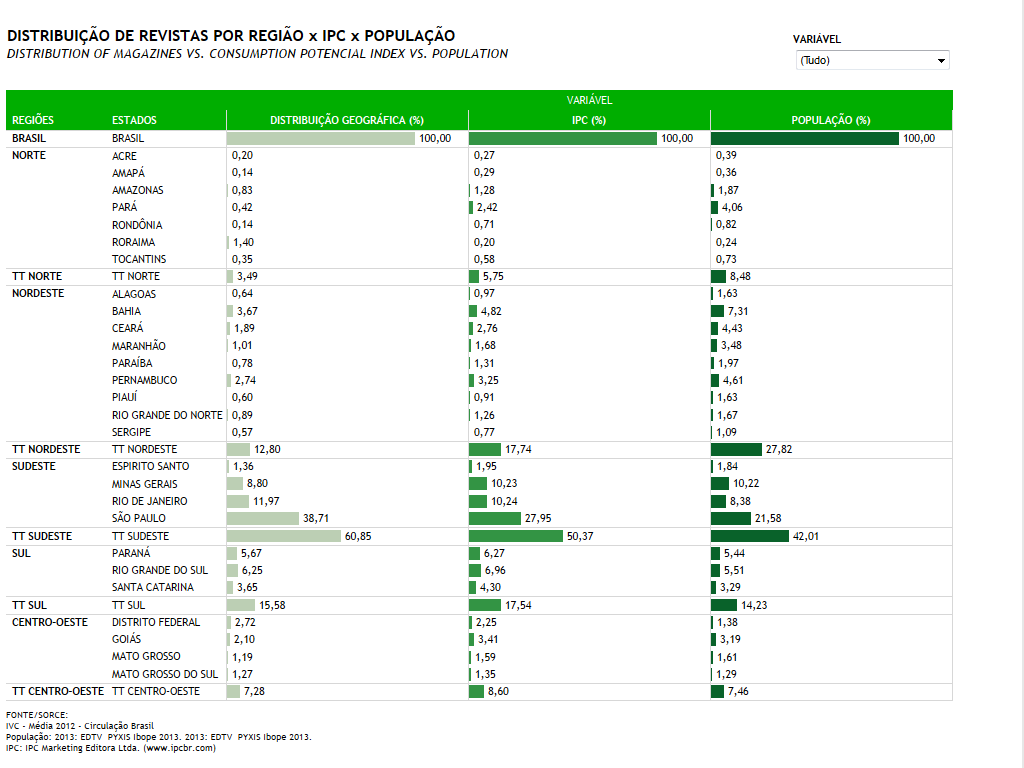 DISTRIBUIÇÃO DE REVISTAS POR REGIÃO x IPC x POPULAÇÃO
DISTRIBUTION OF MAGAZINES VS. CONSUMPTION POTENCIAL INDEX VS. POPULATION
VARIÁVEL
(Tudo)
VARIÁVEL
REGIÕES ESTADOS DISTRIBUIÇÃO GEOGRÁFICA (%) IPC (%) POPULAÇÃO (%)
BRASIL BRASIL 100,00 100,00 100,00
NORTE ACRE 0,20 0,27 0,39
AMAPÁ 0,14 0,29 0,36
AMAZONAS 0,83 1,28 1,87
PARÁ 0,42 2,42 4,06
RONDÔNIA 0,14 0,71 0,82
RORAIMA 1,40 0,20 0,24
TOCANTINS 0,35 0,58 0,73
TT NORTE TT NORTE 3,49 5,75 8,48
NORDESTE ALAGOAS 0,64 0,97 1,63
BAHIA 3,67 4,82 7,31
CEARÁ 1,89 2,76 4,43
MARANHÃO 1,01 1,68 3,48
PARAÍBA 0,78 1,31 1,97
PERNAMBUCO 2,74 3,25 4,61
PIAUÍ 0,60 0,91 1,63
RIO GRANDE DO NORTE 0,89 1,26 1,67
SERGIPE 0,57 0,77 1,09
TT NORDESTE TT NORDESTE 12,80 17,74 27,82
SUDESTE ESPIRITO SANTO 1,36 1,95 1,84
MINAS GERAIS 8,80 10,23 10,22
RIO DE JANEIRO 11,97 10,24 8,38
SÃO PAULO 38,71 27,95 21,58
TT SUDESTE TT SUDESTE 60,85 50,37 42,01
SUL PARANÁ 5,67 6,27 5,44
RIO GRANDE DO SUL 6,25 6,96 5,51
SANTA CATARINA 3,65 4,30 3,29
TT SUL TT SUL 15,58 17,54 14,23
CENTRO-OESTE DISTRITO FEDERAL 2,72 2,25 1,38
GOIÁS 2,10 3,41 3,19
MATO GROSSO 1,19 1,59 1,61
MATO GROSSO DO SUL 1,27 1,35 1,29
TT CENTRO-OESTE TT CENTRO-OESTE 7,28 8,60 7,46
FONTE/SORCE:
IVC - Média 2012 - Circulação Brasil
População: 2013: EDTV PYXIS Ibope 2013. 2013: EDTV PYXIS Ibope 2013.
IPC: IPC Marketing Editora Ltda. (www.ipcbr.com)